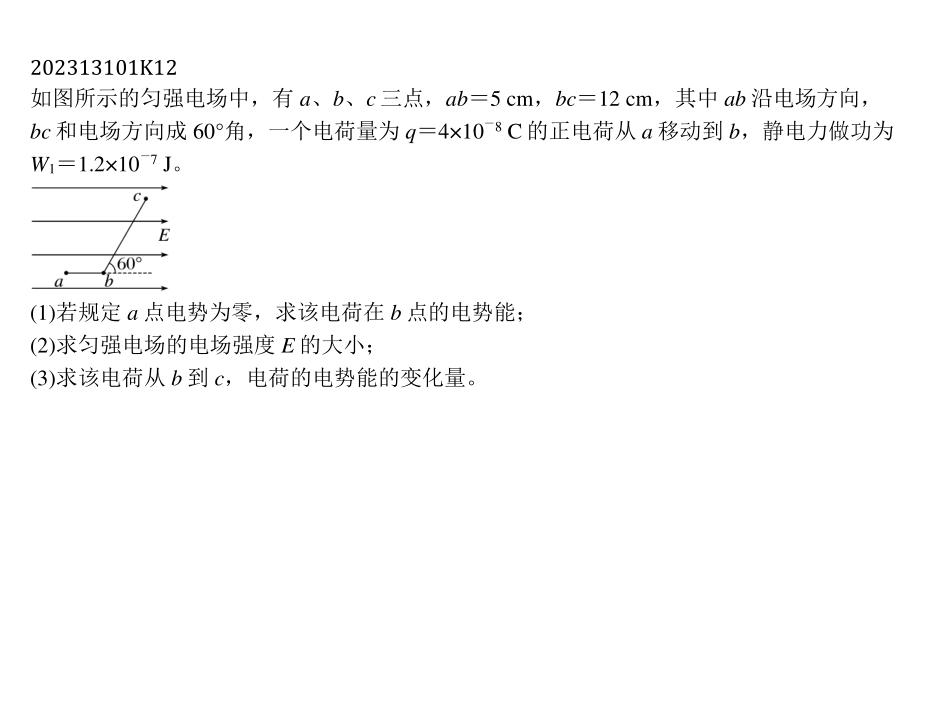 202313101K12
如图所示的匀强电场中，有 a、b、c 三点，ab＝5 cm，bc＝12 cm，其中 ab 沿电场方向，
bc 和电场方向成 60°角，一个电荷量为 q＝4×10⁻⁸ C 的正电荷从 a 移动到 b，静电力做功为
W₁＝1.2×10⁻⁷ J。
c
E
60°
a b
(1)若规定 a 点电势为零，求该电荷在 b 点的电势能；
(2)求匀强电场的电场强度 E 的大小；
(3)求该电荷从 b 到 c，电荷的电势能的变化量。